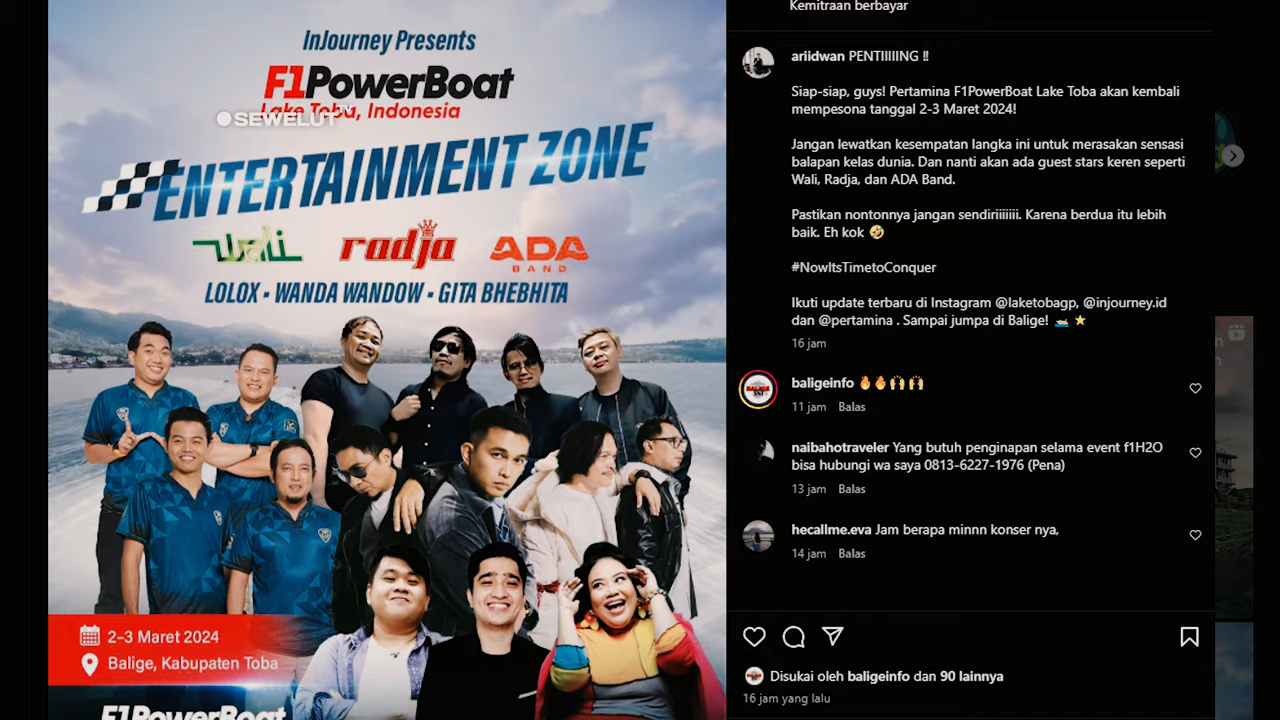 InJourney Presents
F1PowerBoat
Lake Toba, Indonesia
SEWELUT TV
ENTERTAINMENT ZONE
Wali
radja
ADA
BAND
LOLOX • WANDA WANDOW • GITA BHEBHITA
2-3 Maret 2024
Balige, Kabupaten Toba
F1PowerBoat
Kemitraan berbayar
ariidwan PENTIIIIING ‼
Siap-siap, guys! Pertamina F1PowerBoat Lake Toba akan kembali
mempesona tanggal 2-3 Maret 2024!
Jangan lewatkan kesempatan langka ini untuk merasakan sensasi
balapan kelas dunia. Dan nanti akan ada guest stars keren seperti
Wali, Radja, dan ADA Band.
Pastikan nontonnya jangan sendiriiiiiii. Karena berdua itu lebih
baik. Eh kok 🤣
#NowItsTimetoConquer
Ikuti update terbaru di Instagram @laketobagp, @injourney.id
dan @pertamina . Sampai jumpa di Balige! 🚤 ⭐
16 jam
baligeinfo 🔥🔥🙌🙌
11 jam Balas
naibahotraveler Yang butuh penginapan selama event f1H2O
bisa hubungi wa saya 0813-6227-1976 (Pena)
13 jam Balas
hecallme.eva Jam berapa minnn konser nya,
14 jam Balas
Disukai oleh baligeinfo dan 90 lainnya
16 jam yang lalu